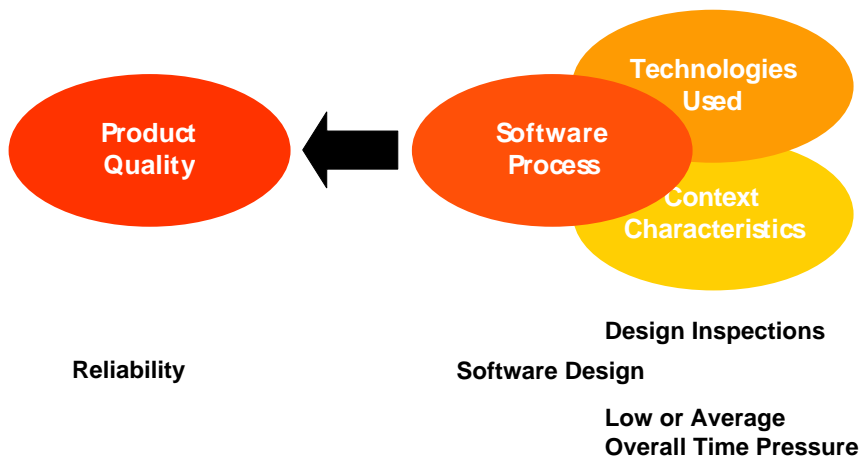 Technologies
Used
Product
Quality
Software
Process
Context
Characteristics
Design Inspections
Reliability
Software Design
Low or Average
Overall Time Pressure